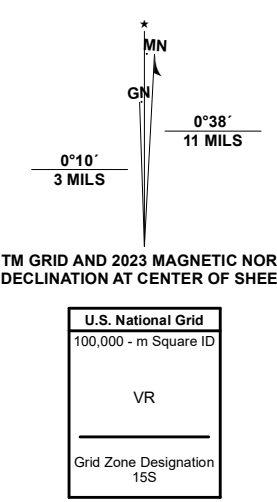 ★
MN
GN
0°38´
11 MILS
0°10´
3 MILS
TM GRID AND 2023 MAGNETIC NOR
DECLINATION AT CENTER OF SHEE
U.S. National Grid
100,000 - m Square ID
VR
Grid Zone Designation
15S